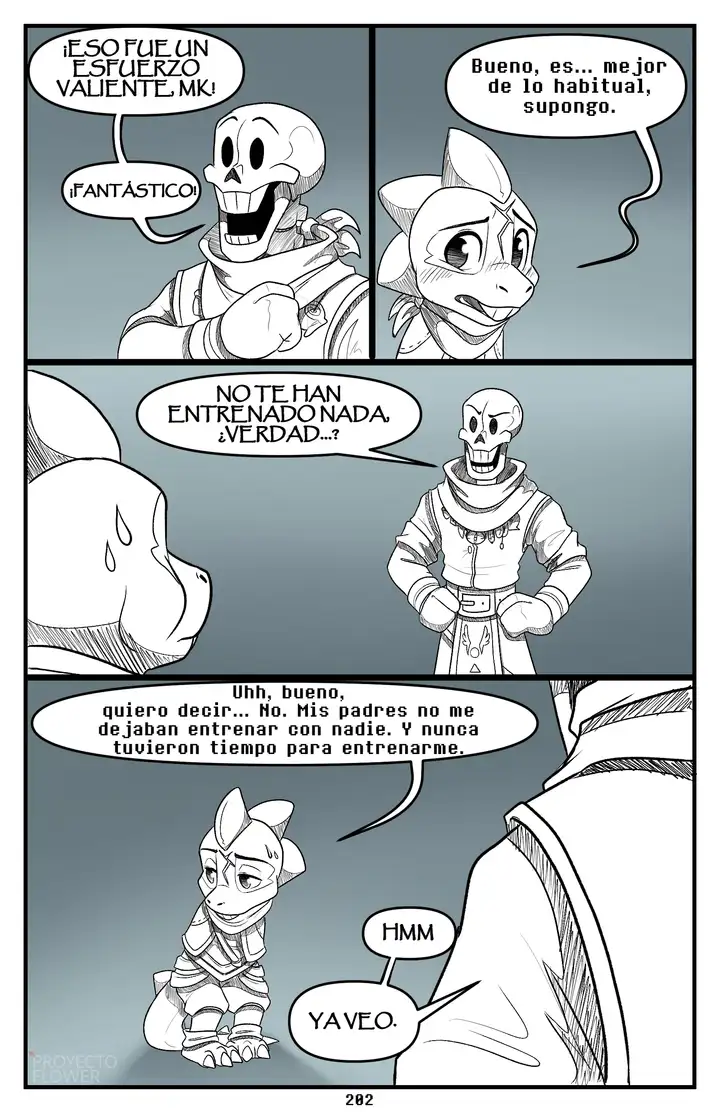 ¡ESO FUE UN
ESFUERZO
VALIENTE, MK!
¡FANTÁSTICO!
Bueno, es... mejor
de lo habitual,
supongo.
NO TE HAN
ENTRENADO NADA,
¿VERDAD...?
Uhh, bueno,
quiero decir... No. Mis padres no me
dejaban entrenar con nadie. Y nunca
tuvieron tiempo para entrenarme.
HMM
YA VEO.
PROYECTO
FLOWER
202